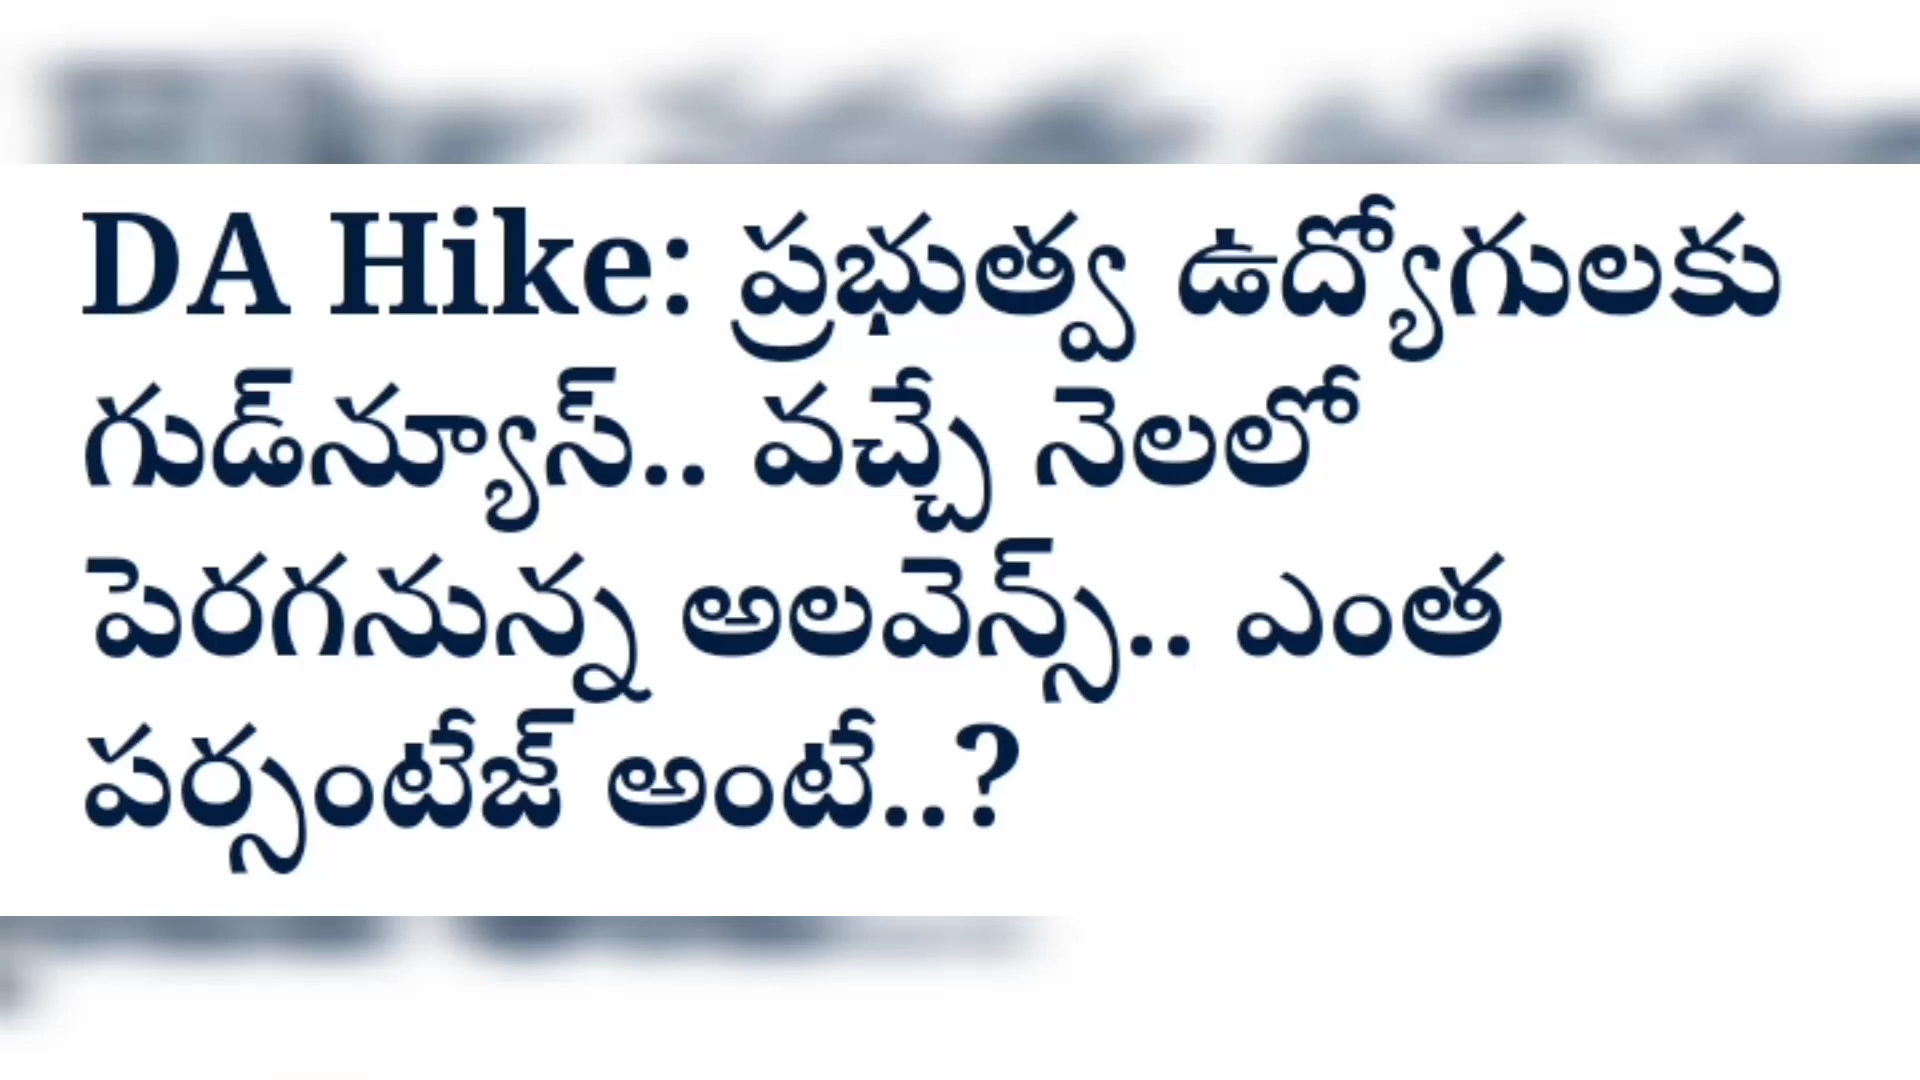 DA Hike: ప్రభుత్వ ఉద్యోగులకు
గుడ్‌న్యూస్.. వచ్చే నెలలో
పెరగనున్న అలవెన్స్.. ఎంత
పర్సంటేజ్ అంటే..?